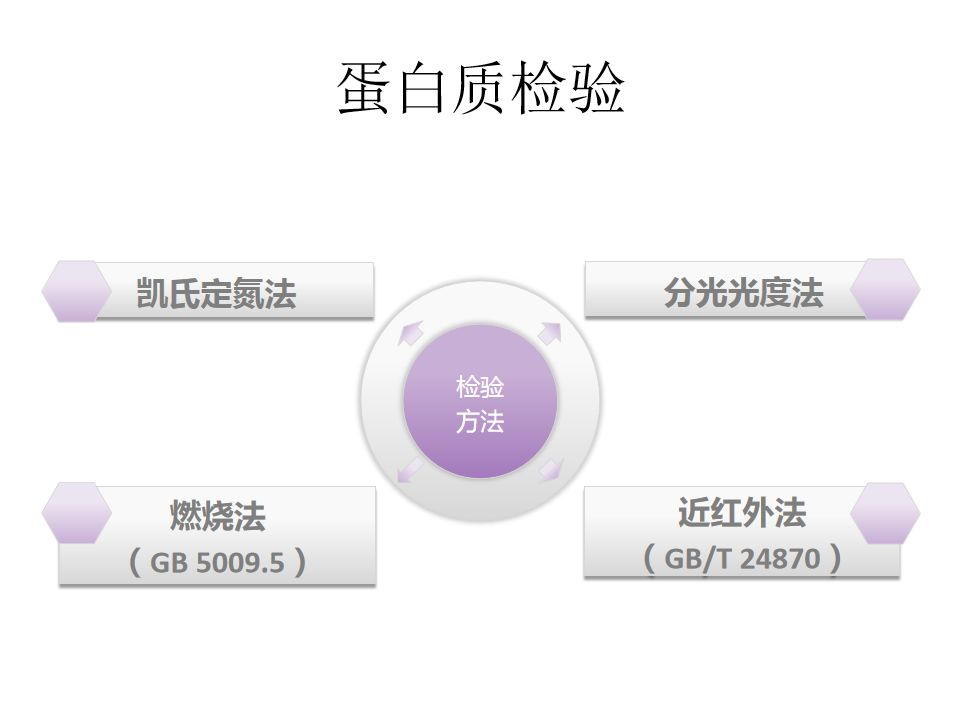 蛋白质检验
凯氏定氮法
分光光度法
检验
方法
燃烧法
（GB 5009.5）
近红外法
（GB/T 24870）